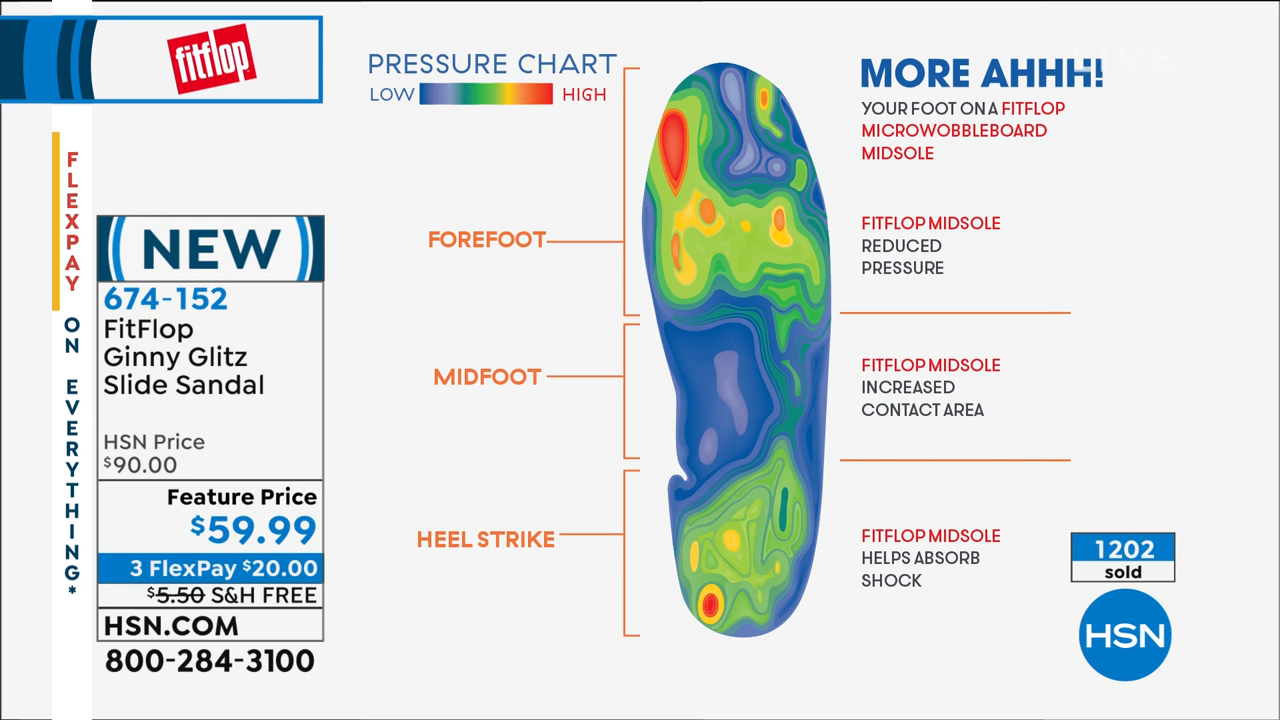 fitflop
FLEXPAY ON EVERYTHING*
(NEW)
674-152
FitFlop
Ginny Glitz
Slide Sandal
HSN Price
$90.00
Feature Price
$59.99
3 FlexPay $20.00
$5.50 S&H FREE
HSN.COM
800-284-3100
PRESSURE CHART
LOW HIGH
FOREFOOT
MIDFOOT
HEEL STRIKE
LIVE
MORE AHHH!
YOUR FOOT ON A FITFLOP
MICROWOBBLEBOARD
MIDSOLE
FITFLOP MIDSOLE
REDUCED
PRESSURE
FITFLOP MIDSOLE
INCREASED
CONTACT AREA
FITFLOP MIDSOLE
HELPS ABSORB
SHOCK
1202
sold
HSN